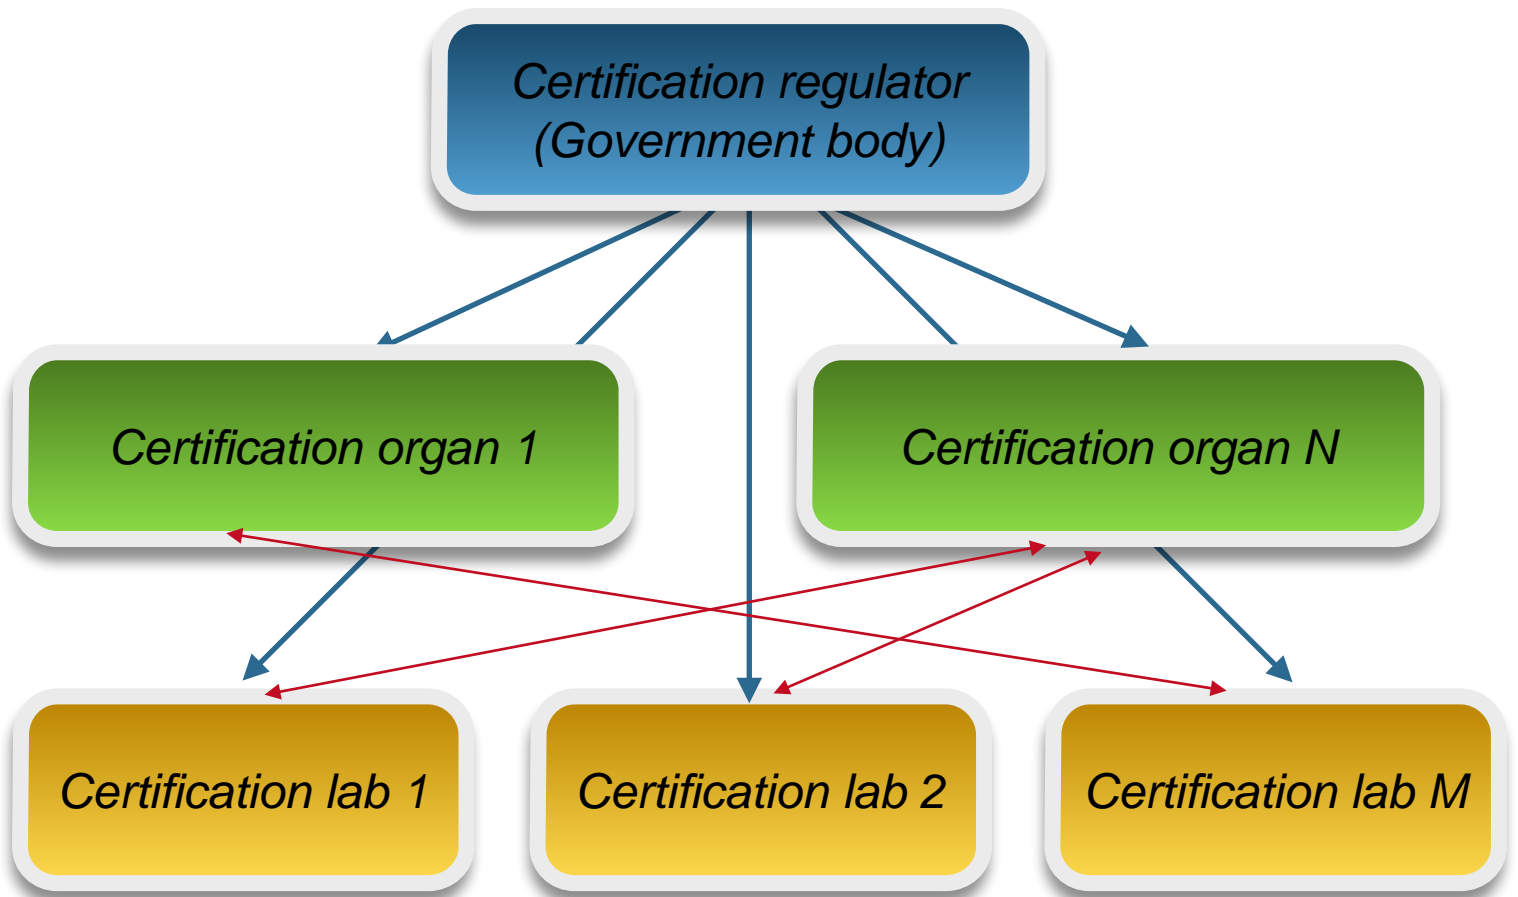 Certification regulator
(Government body)
Certification organ 1
Certification organ N
Certification lab 1
Certification lab 2
Certification lab M